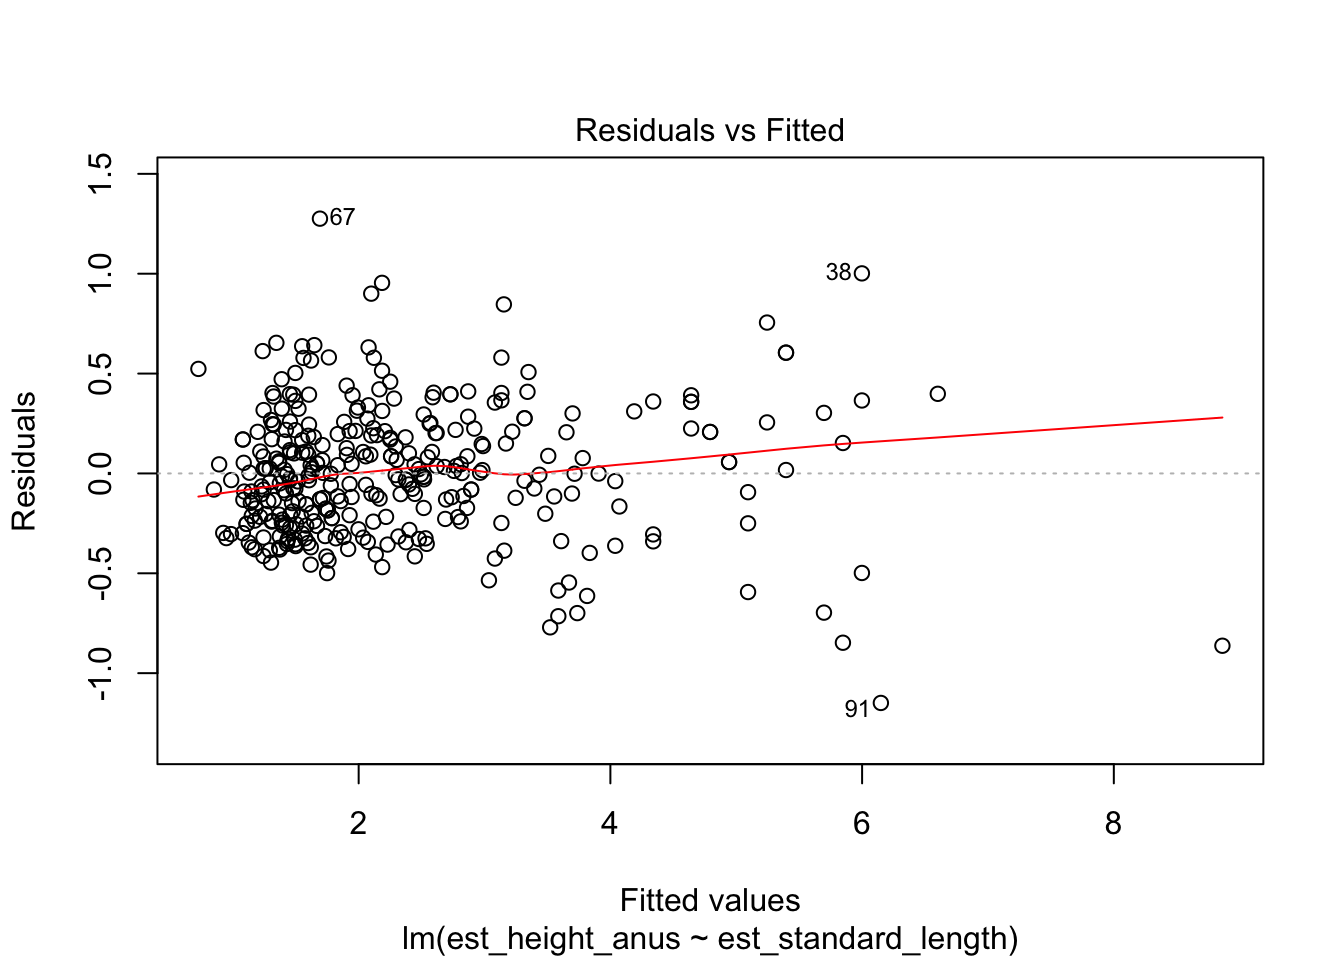 Residuals vs Fitted
Residuals
1.5
1.0
0.5
0.0
-0.5
-1.0
67
38
91
2 4 6 8
Fitted values
lm(est_height_anus ~ est_standard_length)